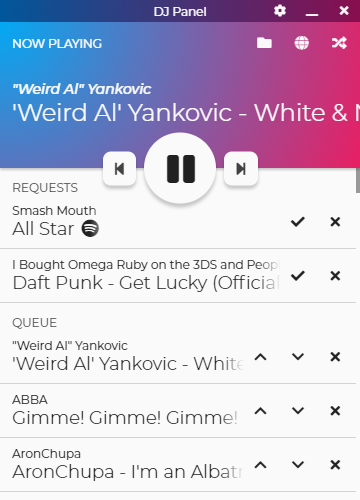 DJ Panel
NOW PLAYING
"Weird Al" Yankovic
'Weird Al' Yankovic - White &
REQUESTS
Smash Mouth
All Star
I Bought Omega Ruby on the 3DS and Peop
Daft Punk - Get Lucky (Official
QUEUE
"Weird Al" Yankovic
'Weird Al' Yankovic - White
ABBA
Gimme! Gimme! Gimme!
AronChupa
AronChupa - I'm an Albatr